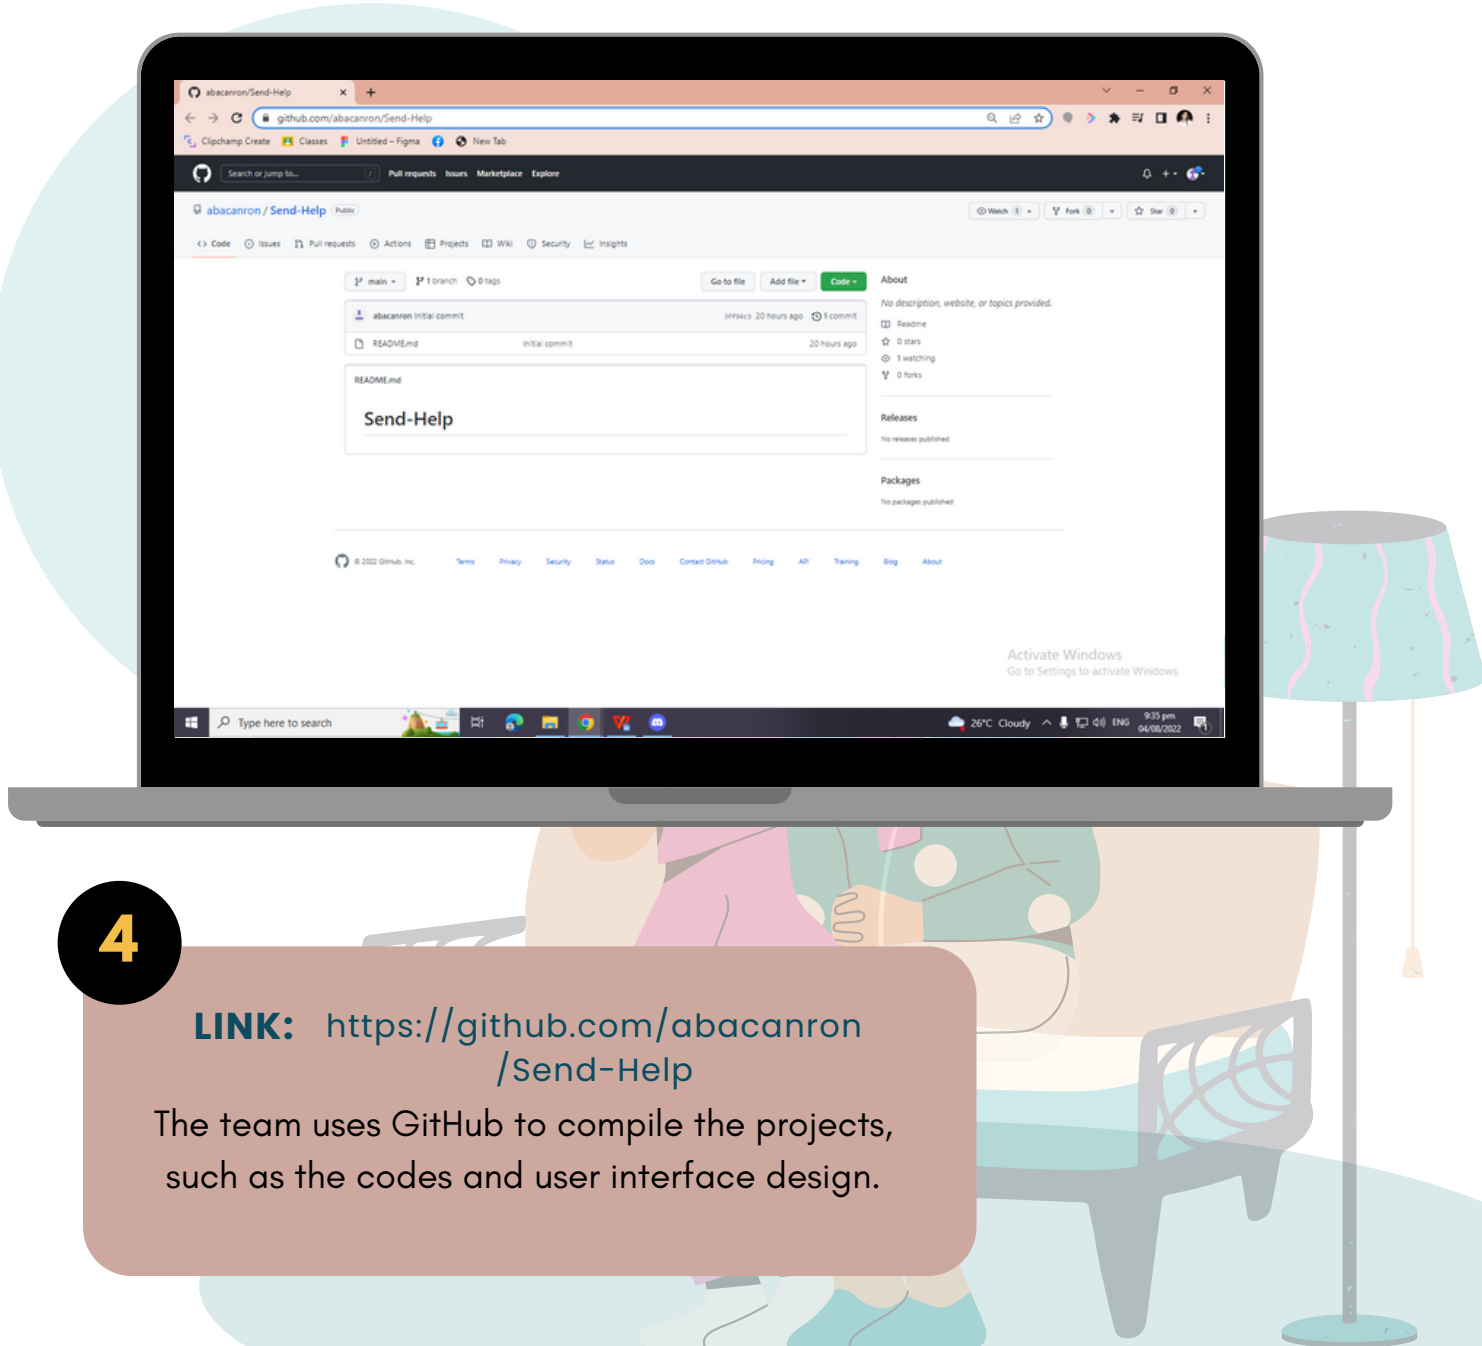 abacanron/Send-Help
github.com/abacanron/Send-Help
Clipchamp Create Classes Untitled – Figma New Tab
Search or jump to... / Pull requests Issues Marketplace Explore
abacanron / Send-Help Public
Watch 1 Fork 0 Star 0
Code Issues Pull requests Actions Projects Wiki Security Insights
main 1 branch 0 tags
Go to file Add file Code
abacanron Initial commit 20 hours ago 1 commit
README.md Initial commit 20 hours ago
README.md
Send-Help
About
No description, website, or topics provided.
Readme
0 stars
1 watching
0 forks
Releases
No releases published
Packages
No packages published
© 2022 GitHub, Inc. Terms Privacy Security Status Docs Contact GitHub Pricing API Training Blog About
Activate Windows
Go to Settings to activate Windows.
Type here to search
26°C Cloudy ENG
9:35 pm
04/08/2022
1
4
LINK: https://github.com/abacanron
/Send-Help
The team uses GitHub to compile the projects,
such as the codes and user interface design.